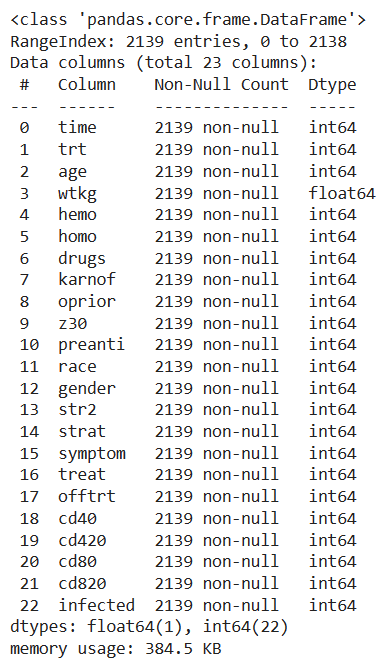 <class 'pandas.core.frame.DataFrame'>
RangeIndex: 2139 entries, 0 to 2138
Data columns (total 23 columns):
 #   Column    Non-Null Count  Dtype
---  ------    --------------  -----
 0   time      2139 non-null   int64
 1   trt       2139 non-null   int64
 2   age       2139 non-null   int64
 3   wtkg      2139 non-null   float64
 4   hemo      2139 non-null   int64
 5   homo      2139 non-null   int64
 6   drugs     2139 non-null   int64
 7   karnof    2139 non-null   int64
 8   oprior    2139 non-null   int64
 9   z30       2139 non-null   int64
 10  preanti   2139 non-null   int64
 11  race      2139 non-null   int64
 12  gender    2139 non-null   int64
 13  str2      2139 non-null   int64
 14  strat     2139 non-null   int64
 15  symptom   2139 non-null   int64
 16  treat     2139 non-null   int64
 17  offtrt    2139 non-null   int64
 18  cd40      2139 non-null   int64
 19  cd420     2139 non-null   int64
 20  cd80      2139 non-null   int64
 21  cd820     2139 non-null   int64
 22  infected  2139 non-null   int64
dtypes: float64(1), int64(22)
memory usage: 384.5 KB